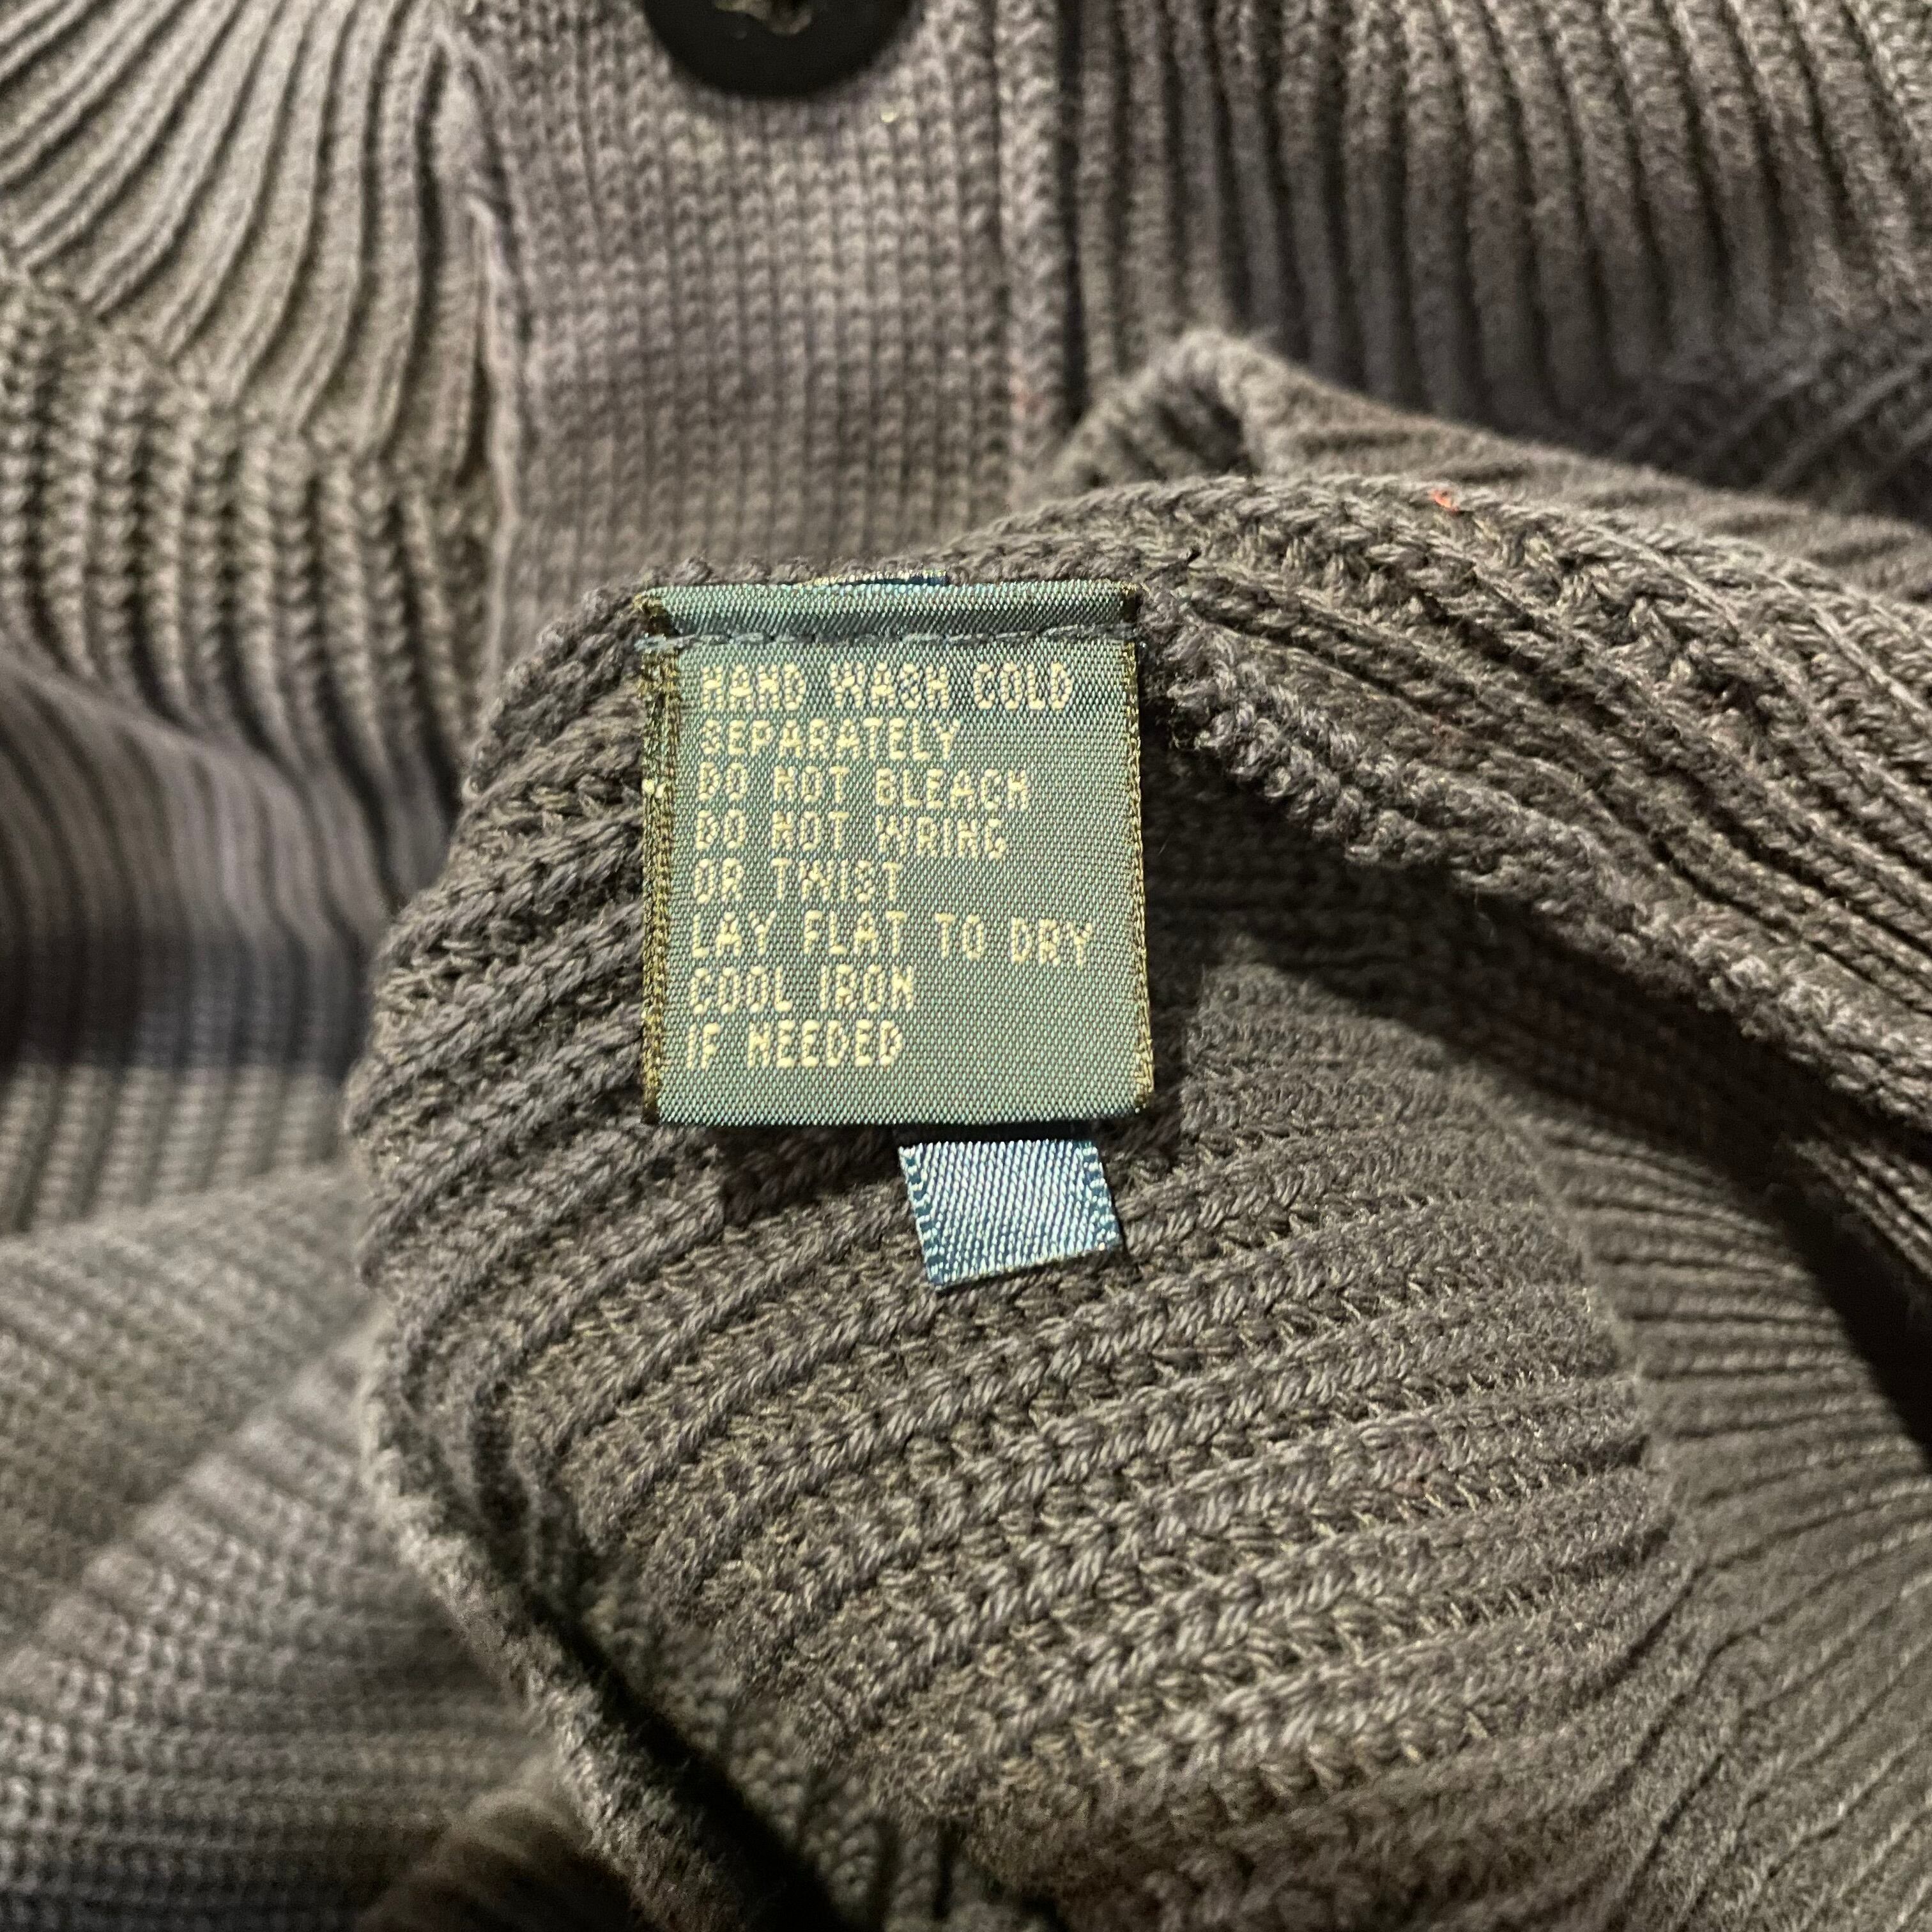 HAND WASH COLD
SEPARATELY
DO NOT BLEACH
DO NOT WRING
OR TWIST
LAY FLAT TO DRY
COOL IRON
IF NEEDED